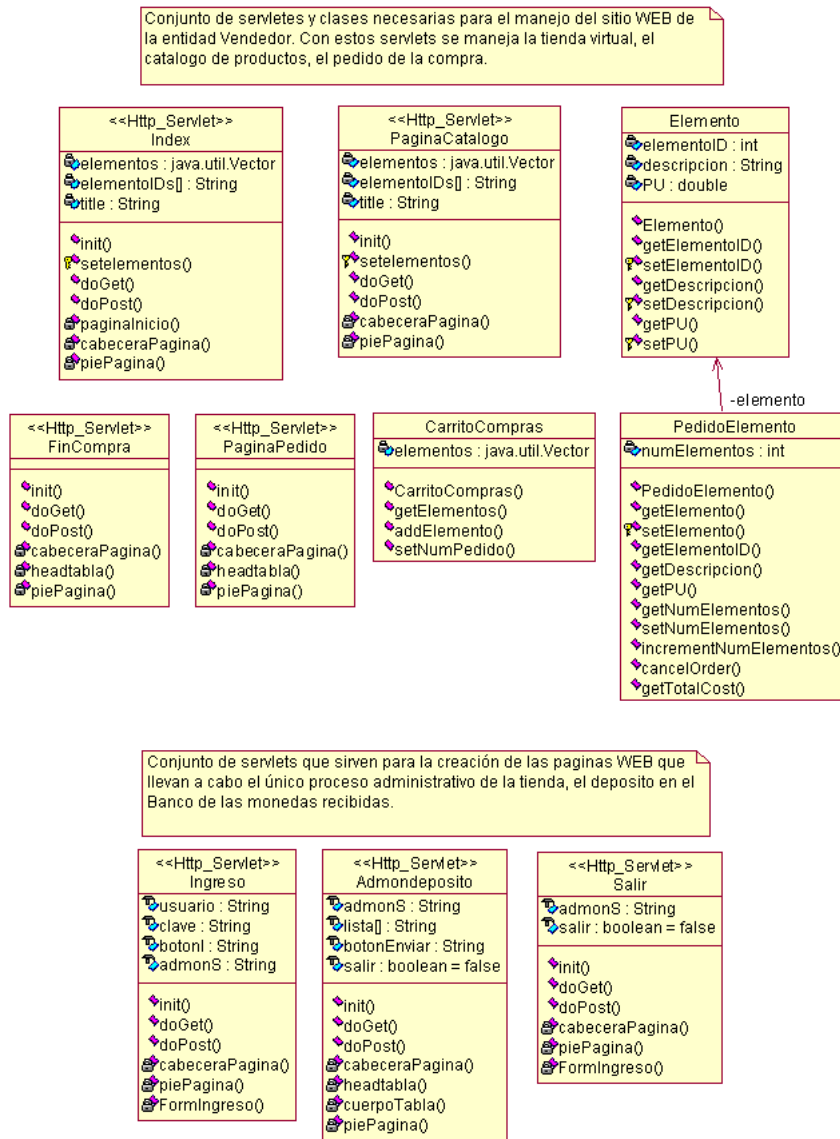 Conjunto de servletes y clases necesarias para el manejo del sitio WEB de
la entidad Vendedor. Con estos servlets se maneja la tienda virtual, el
catalogo de productos, el pedido de la compra.
<<Http_Servlet>>
Index
elementos : java.util.Vector
elementoIDs[] : String
title : String
init()
setelementos()
doGet()
doPost()
paginaInicio()
cabeceraPagina()
piePagina()
<<Http_Servlet>>
PaginaCatalogo
elementos : java.util.Vector
elementoIDs[] : String
title : String
init()
setelementos()
doGet()
doPost()
cabeceraPagina()
piePagina()
Elemento
elementoID : int
descripcion : String
PU : double
Elemento()
getElementoID()
setElementoID()
getDescripcion()
setDescripcion()
getPU()
setPU()
-elemento
<<Http_Servlet>>
FinCompra
init()
doGet()
doPost()
cabeceraPagina()
headtabla()
piePagina()
<<Http_Servlet>>
PaginaPedido
init()
doGet()
doPost()
cabeceraPagina()
headtabla()
piePagina()
CarritoCompras
elementos : java.util.Vector
CarritoCompras()
getElementos()
addElemento()
setNumPedido()
PedidoElemento
numElementos : int
PedidoElemento()
getElemento()
setElemento()
getElementoID()
getDescripcion()
getPU()
getNumElementos()
setNumElementos()
incrementNumElementos()
cancelOrder()
getTotalCost()
Conjunto de servlets que sirven para la creación de las paginas WEB que
llevan a cabo el único proceso administrativo de la tienda, el deposito en el
Banco de las monedas recibidas.
<<Http_Servlet>>
Ingreso
usuario : String
clave : String
botonI : String
admonS : String
init()
doGet()
doPost()
cabeceraPagina()
piePagina()
FormIngreso()
<<Http_Servlet>>
Admondeposito
admonS : String
lista[] : String
botonEnviar : String
salir : boolean = false
init()
doGet()
doPost()
cabeceraPagina()
headtabla()
cuerpoTabla()
piePagina()
<<Http_Servlet>>
Salir
admonS : String
salir : boolean = false
init()
doGet()
doPost()
cabeceraPagina()
piePagina()
FormIngreso()